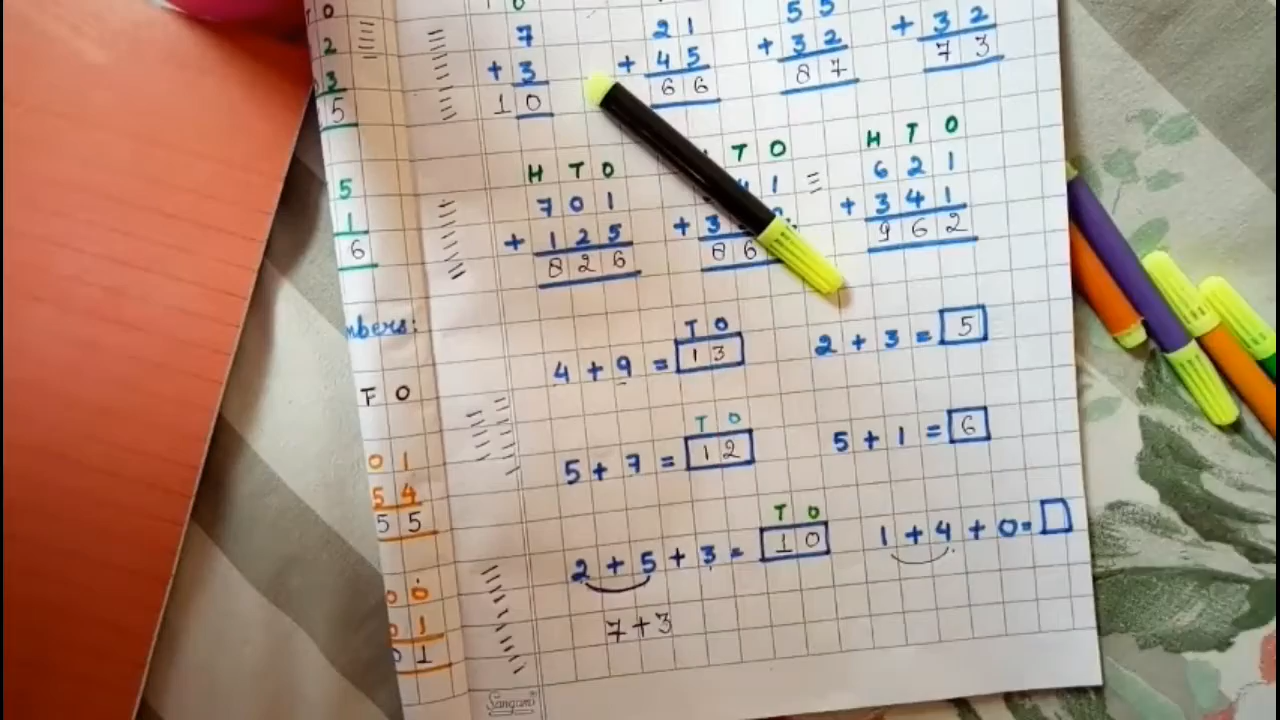 T O
2
3
5
5
1
6
mbers:
T O
0 1
5 4
5 5
0 0
0 1
0 1
O
7
+ 3
1 0
2 1
+ 4 5
6 6
5 5
+ 3 2
8 7
+ 3 2
7 3
H T O
7 0 1
+ 1 2 5
8 2 6
T O
4 1
+ 3
8 6
H T O
6 2 1
+ 3 4 1
9 6 2
T O
4 + 9 = 1 3
2 + 3 = 5
T O
5 + 7 = 1 2
5 + 1 = 6
T O
2 + 5 + 3 = 1 0
1 + 4 + 0 =
7 + 3
Sangam